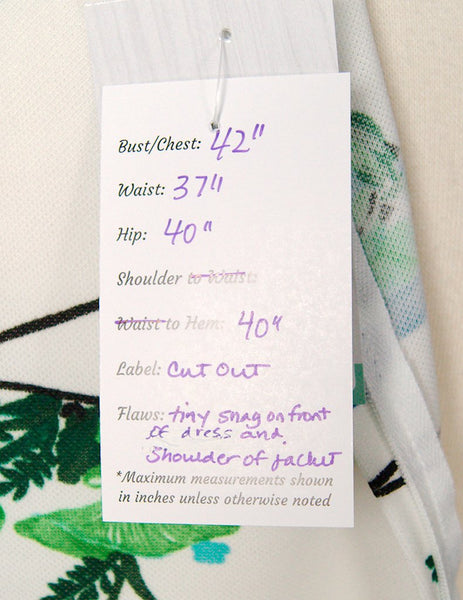 Bust/Chest: 42"
Waist: 37"
Hip: 40"
Shoulder to Waist:
Waist to Hem: 40"
Label: Cut Out
Flaws: tiny snag on front
of dress and
Shoulder of jacket
*Maximum measurements shown
in inches unless otherwise noted